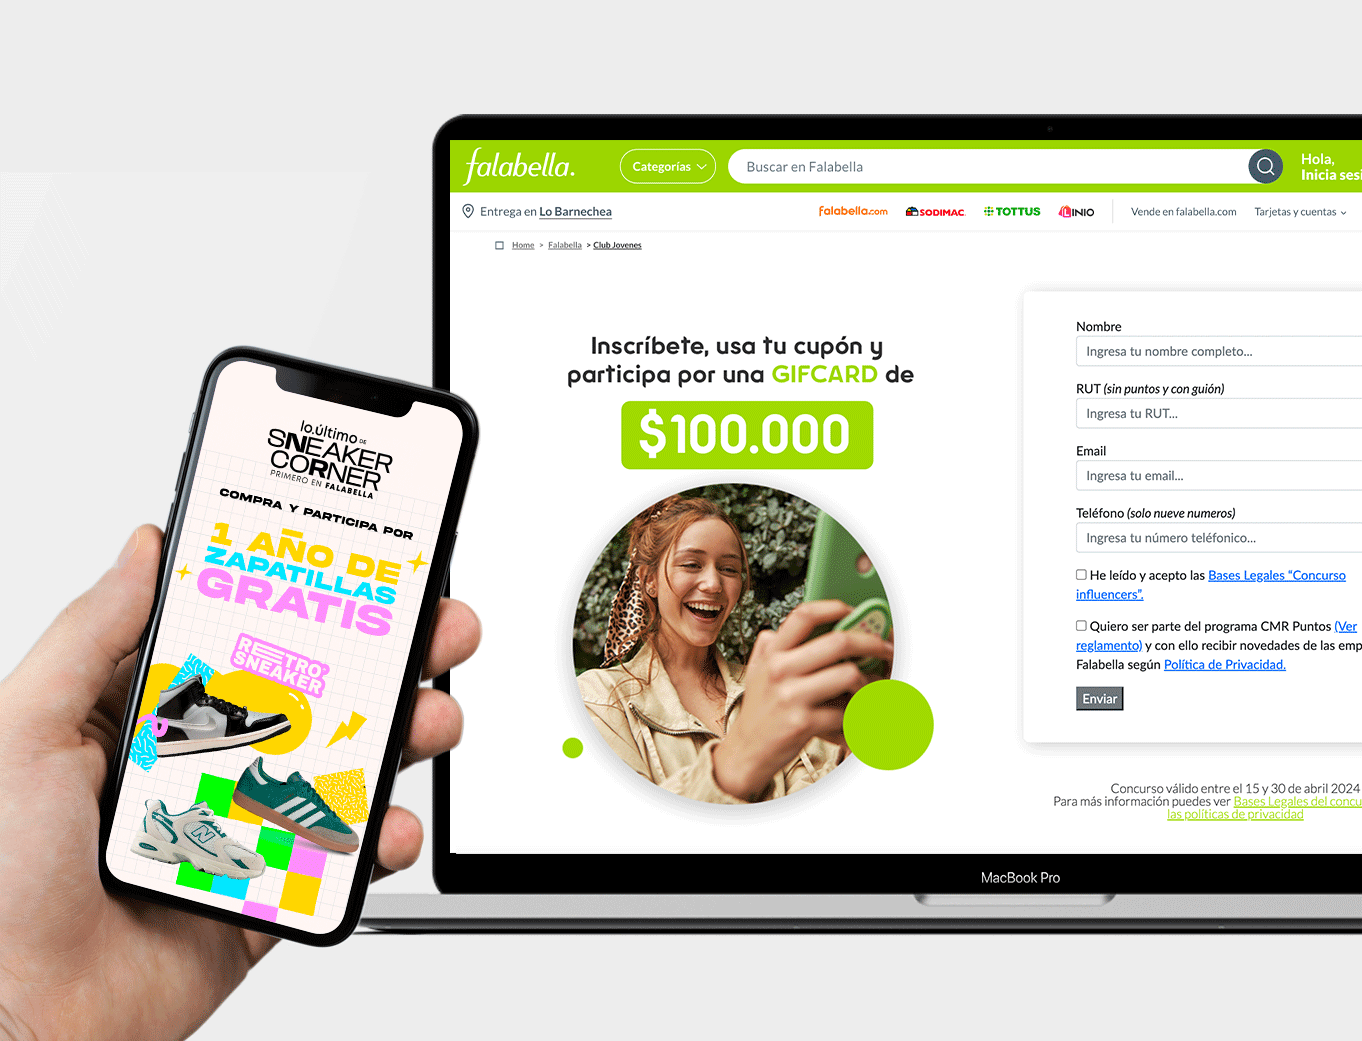 falabella.
Categorías
Buscar en Falabella
Hola,
Inicia sesi
Entrega en Lo Barnechea
falabella.com
SODIMAC
TOTTUS
LINIO
Vende en falabella.com
Tarjetas y cuentas
Home > Falabella > Club Jovenes
Inscríbete, usa tu cupón y
participa por una GIFCARD de
$100.000
Nombre
Ingresa tu nombre completo...
RUT (sin puntos y con guión)
Ingresa tu RUT...
Email
Ingresa tu email...
Teléfono (solo nueve numeros)
Ingresa tu número teléfonico...
He leído y acepto las Bases Legales “Concurso
influencers”.
Quiero ser parte del programa CMR Puntos (Ver
reglamento) y con ello recibir novedades de las emp
Falabella según Política de Privacidad.
Enviar
Concurso válido entre el 15 y 30 de abril 2024
Para más información puedes ver Bases Legales del concu
las políticas de privacidad
MacBook Pro
lo último DE
SNEAKER
CORNER
PRIMERO EN FALABELLA
COMPRA Y PARTICIPA POR
1 AÑO DE
ZAPATILLAS
GRATIS
RETRO
SNEAKER
N